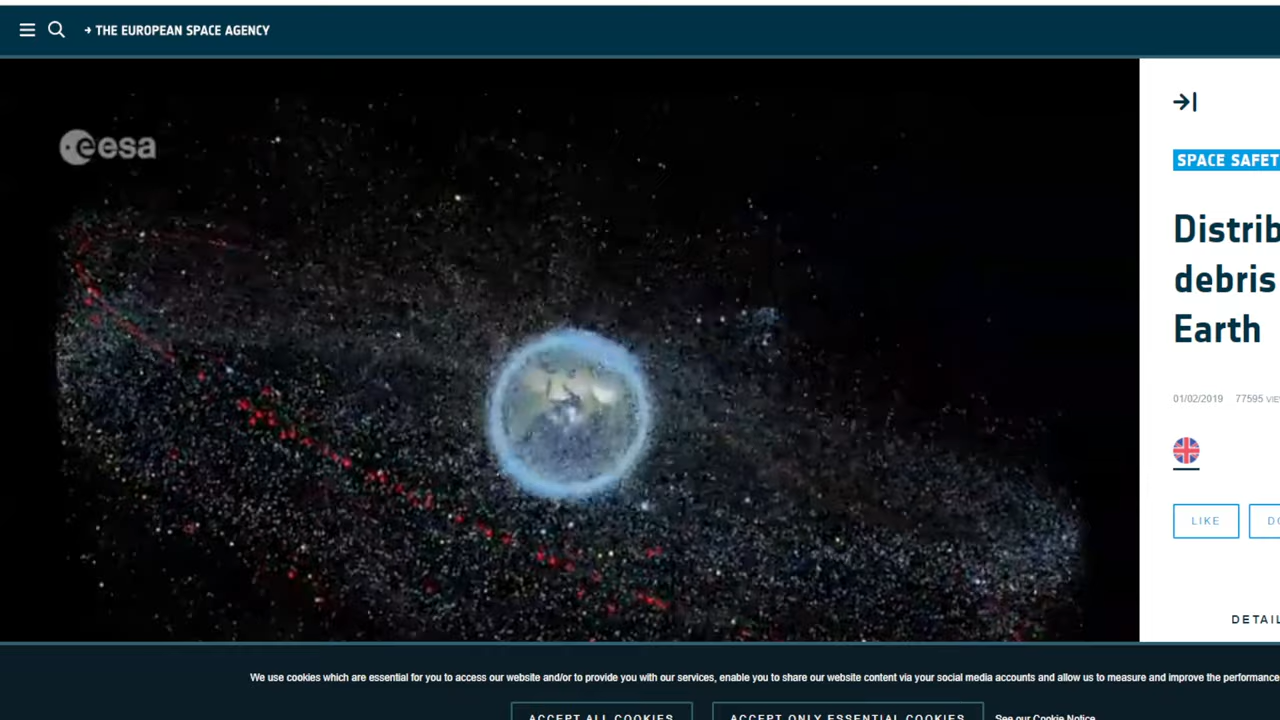 THE EUROPEAN SPACE AGENCY
esa
SPACE SAFET
Distrib
debris
Earth
01/02/2019 77595 VIE
LIKE
DO
DETAIL
We use cookies which are essential for you to access our website and/or to provide you with our services, enable you to share our website content via your social media accounts and allow us to measure and improve the performance
ACCEPT ALL COOKIES
ACCEPT ONLY ESSENTIAL COOKIES
See our Cookie Notice